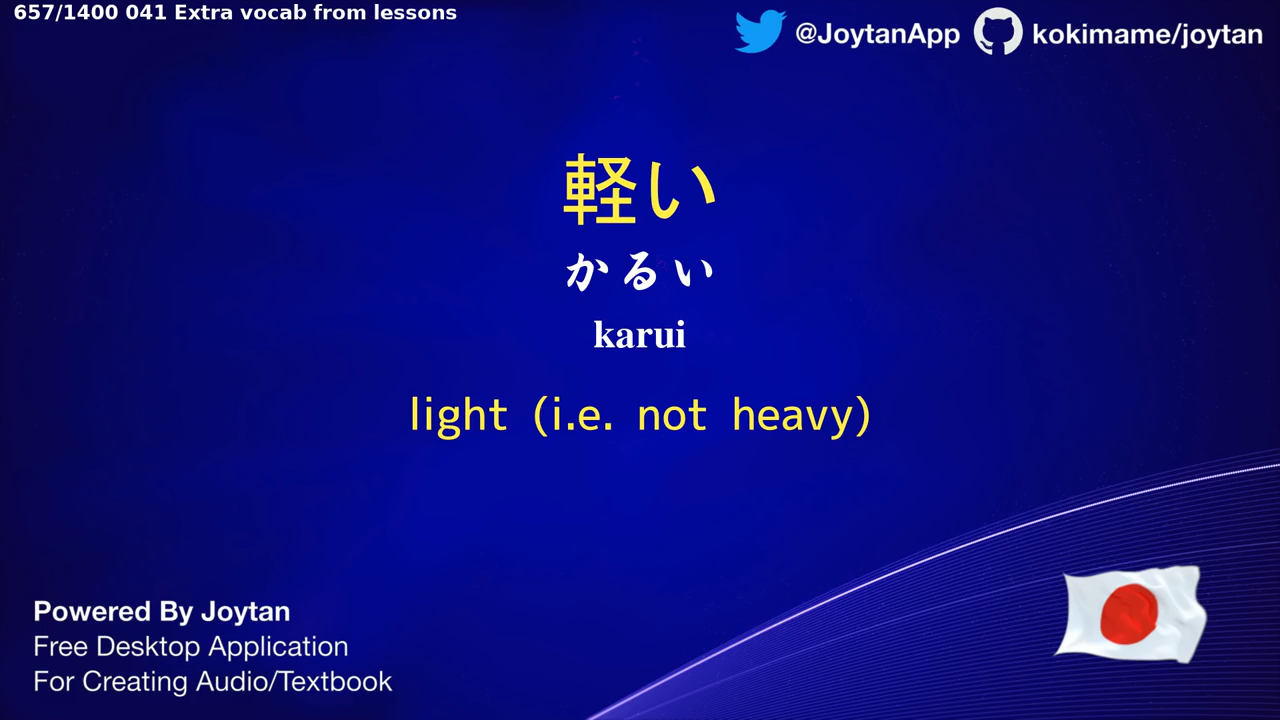 657/1400 041 Extra vocab from lessons
@JoytanApp kokimame/joytan
軽い
かるい
karui
light (i.e. not heavy)
Powered By Joytan
Free Desktop Application
For Creating Audio/Textbook